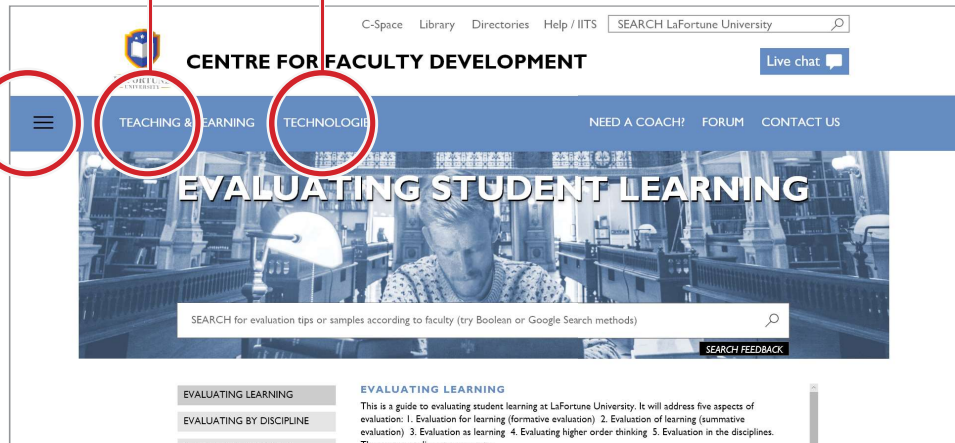 C-Space Library Directories Help / IITS SEARCH LaFortune University
CENTRE FOR FACULTY DEVELOPMENT
Live chat
UNIVERSITY
TEACHING & LEARNING TECHNOLOGIES NEED A COACH? FORUM CONTACT US
EVALUATING STUDENT LEARNING
SEARCH for evaluation tips or samples according to faculty (try Boolean or Google Search methods)
SEARCH FEEDBACK
EVALUATING LEARNING
EVALUATING BY DISCIPLINE
EVALUATING LEARNING
This is a guide to evaluating student learning at LaFortune University. It will address five aspects of
evaluation: 1. Evaluation for learning (formative evaluation) 2. Evaluation of learning (summative
evaluation) 3. Evaluation as learning 4. Evaluating higher order thinking 5. Evaluation in the disciplines.